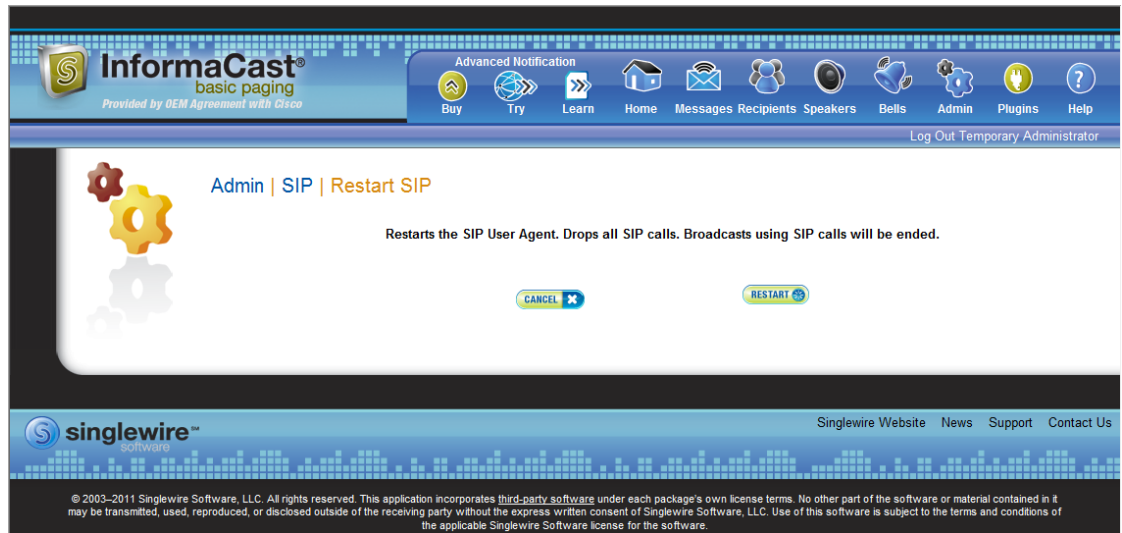 InformaCast®
basic paging
Provided by OEM Agreement with Cisco
Advanced Notification
Buy Try Learn Home Messages Recipients Speakers Bells Admin Plugins Help
Log Out Temporary Administrator
Admin | SIP | Restart SIP
Restarts the SIP User Agent. Drops all SIP calls. Broadcasts using SIP calls will be ended.
CANCEL RESTART
singlewire℠
software
Singlewire Website News Support Contact Us
© 2003–2011 Singlewire Software, LLC. All rights reserved. This application incorporates third-party software under each package's own license terms. No other part of the software or material contained in it
may be transmitted, used, reproduced, or disclosed outside of the receiving party without the express written consent of Singlewire Software, LLC. Use of this software is subject to the terms and conditions of
the applicable Singlewire Software license for the software.